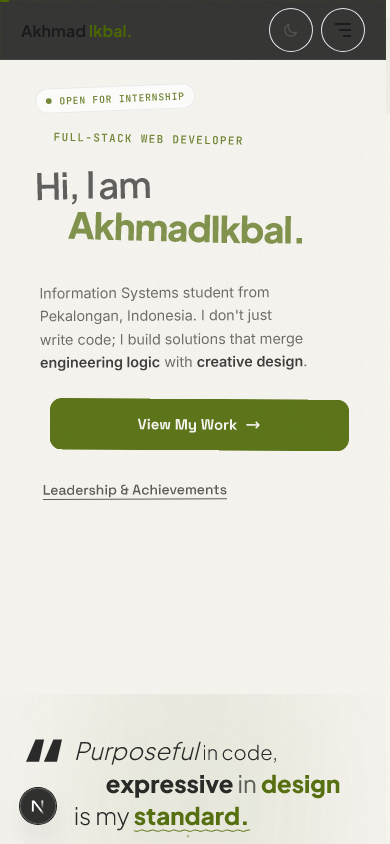 Akhmad Ikbal.
OPEN FOR INTERNSHIP
FULL-STACK WEB DEVELOPER
Hi, I am
AkhmadIkbal.
Information Systems student from
Pekalongan, Indonesia. I don't just
write code; I build solutions that merge
engineering logic with creative design.
View My Work →
Leadership & Achievements
Purposeful in code,
expressive in design
is my standard.
N